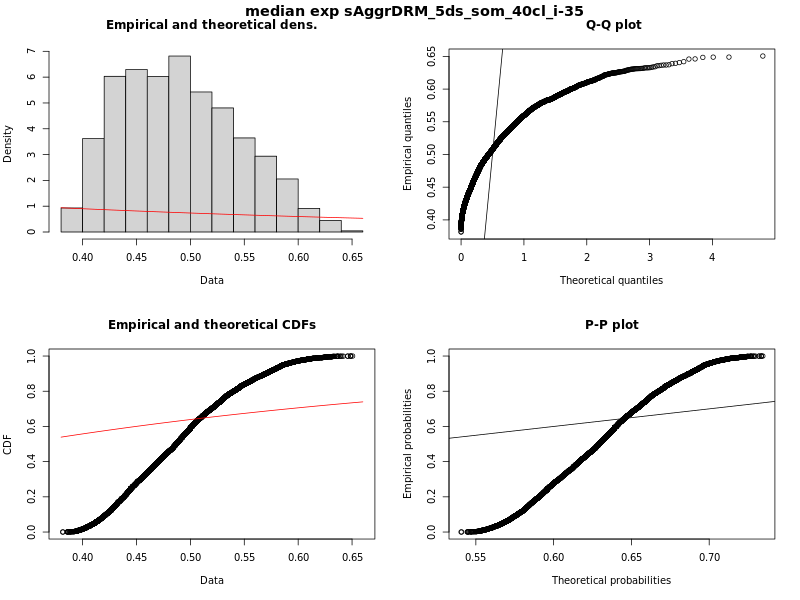 median exp sAggrDRM_5ds_som_40cl_i-35
Empirical and theoretical dens.
Density
0 1 2 3 4 5 6 7
0.40 0.45 0.50 0.55 0.60 0.65
Data
Q-Q plot
Empirical quantiles
0.40 0.45 0.50 0.55 0.60 0.65
0 1 2 3 4
Theoretical quantiles
Empirical and theoretical CDFs
CDF
0.0 0.2 0.4 0.6 0.8 1.0
0.40 0.45 0.50 0.55 0.60 0.65
Data
P-P plot
Empirical probabilities
0.0 0.2 0.4 0.6 0.8 1.0
0.55 0.60 0.65 0.70
Theoretical probabilities